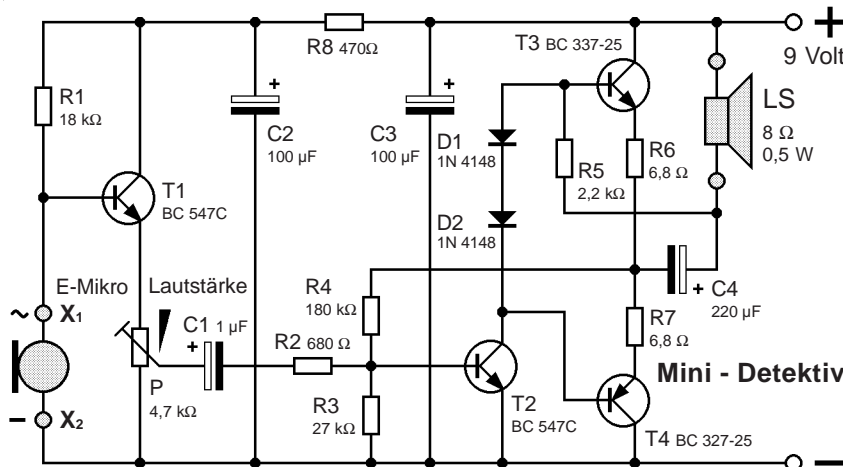 +
9 Volt
T3 BC 337-25
R8 470Ω
R1
18 kΩ
+
C2
100 µF
+
C3
100 µF
D1
1N 4148
LS
8 Ω
0,5 W
R5
2,2 kΩ
R6
6,8 Ω
T1
BC 547C
D2
1N 4148
E-Mikro
Lautstärke
~ X1
C1 1 µF
+
R4
180 kΩ
+ C4
220 µF
R2 680 Ω
R7
6,8 Ω
P
4,7 kΩ
Mini - Detektiv
– X2
R3
27 kΩ
T2
BC 547C
T4 BC 327-25
–